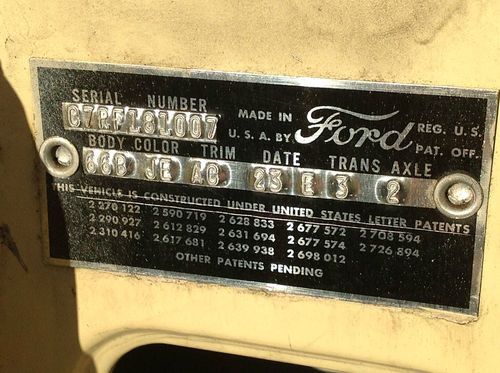 SERIAL NUMBER
C7RF181007
MADE IN
U.S.A. BY
Ford
REG. U.S.
PAT. OFF.
BODY COLOR TRIM DATE TRANS AXLE
66B JE AC 23 E 3 2
THIS VEHICLE IS CONSTRUCTED UNDER UNITED STATES LETTER PATENTS
2 270 122 2 590 719 2 628 833 2 677 572 2 708 594
2 290 927 2 612 829 2 631 694 2 677 574 2 726 894
2 310 416 2 617 681 2 639 938 2 698 012
OTHER PATENTS PENDING